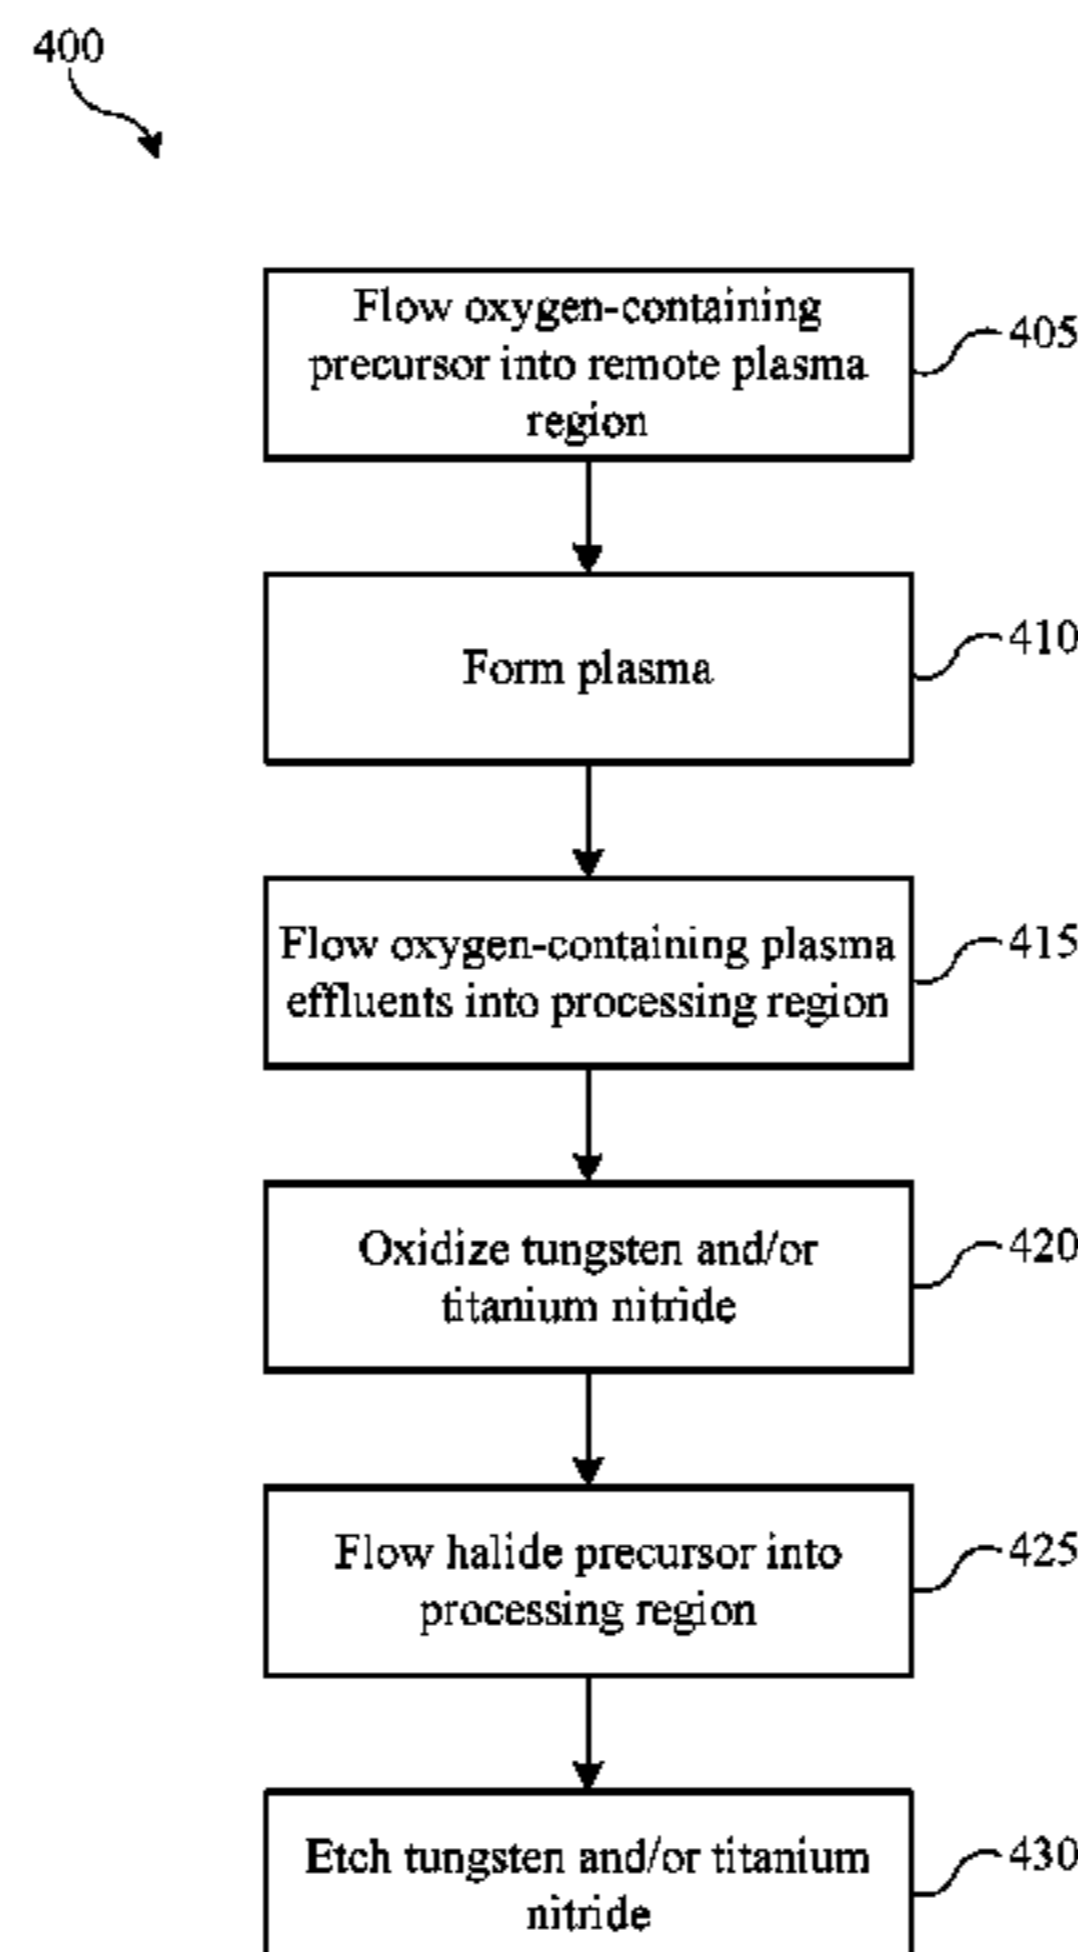 400
Flow oxygen-containing
precursor into remote plasma
region
405
Form plasma
410
Flow oxygen-containing plasma
effluents into processing region
415
Oxidize tungsten and/or
titanium nitride
420
Flow halide precursor into
processing region
425
Etch tungsten and/or titanium
nitride
430